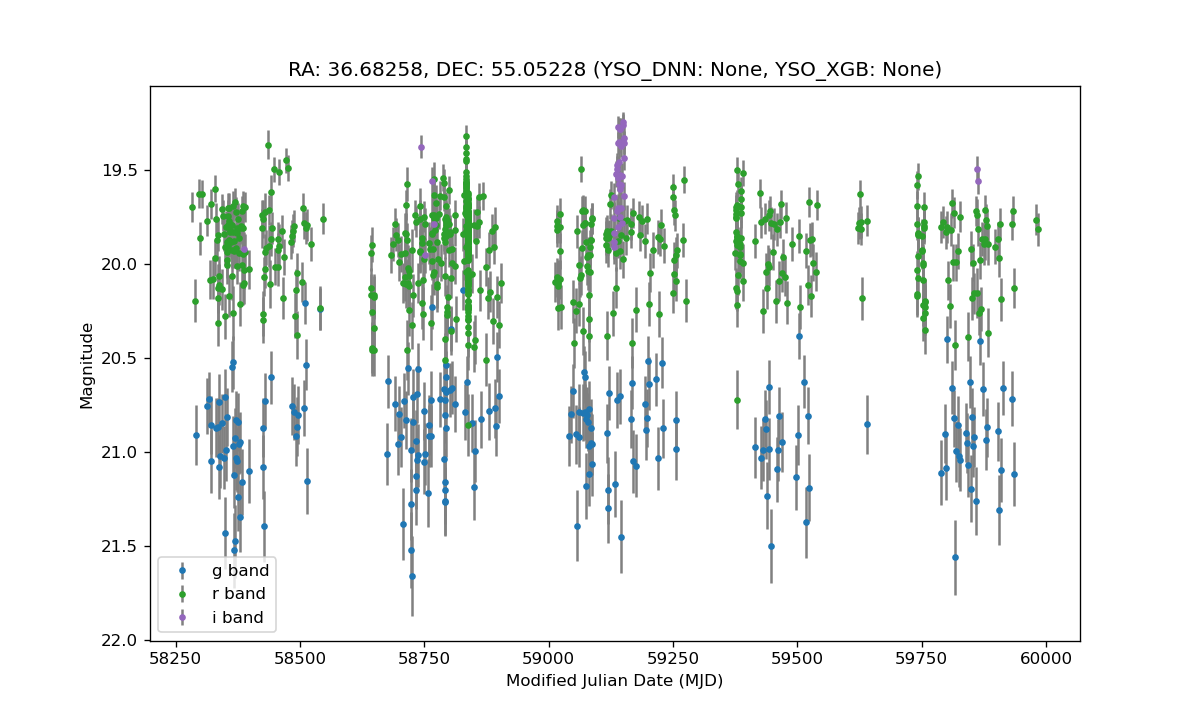 RA: 36.68258, DEC: 55.05228 (YSO_DNN: None, YSO_XGB: None)
Magnitude
19.5
20.0
20.5
21.0
21.5
22.0
g band
r band
i band
58250 58500 58750 59000 59250 59500 59750 60000
Modified Julian Date (MJD)